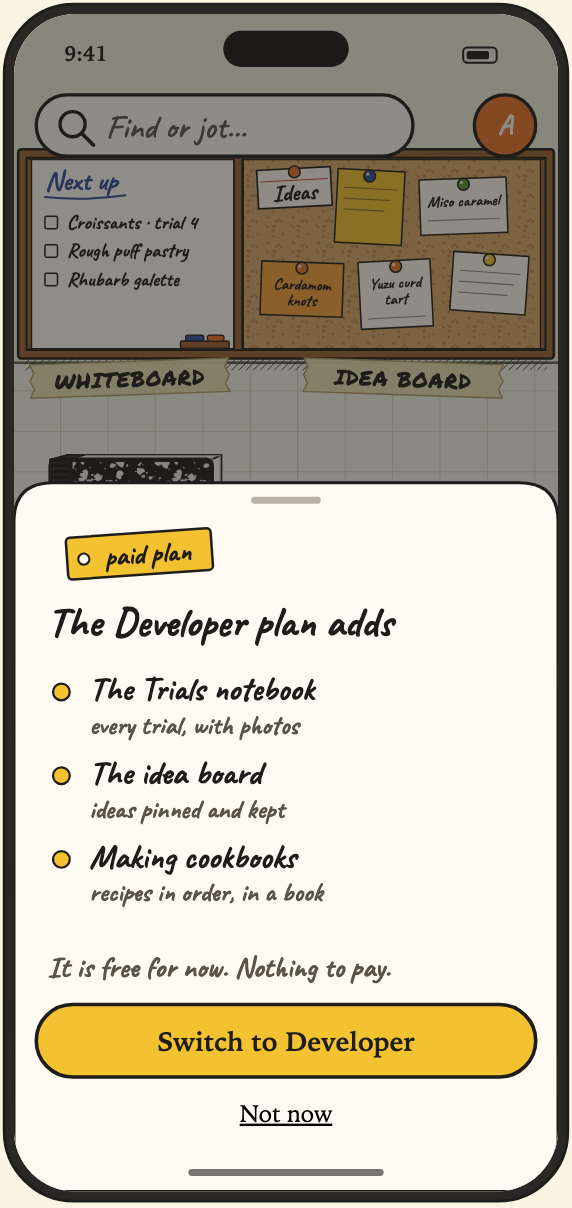 9:41
Find or jot...
A
Next up
Croissants · trial 4
Rough puff pastry
Rhubarb galette
Ideas
Miso caramel
Cardamom
knots
Yuzu curd
tart
WHITEBOARD
IDEA BOARD
paid plan
The Developer plan adds
The Trials notebook
every trial, with photos
The idea board
ideas pinned and kept
Making cookbooks
recipes in order, in a book
It is free for now. Nothing to pay.
Switch to Developer
Not now